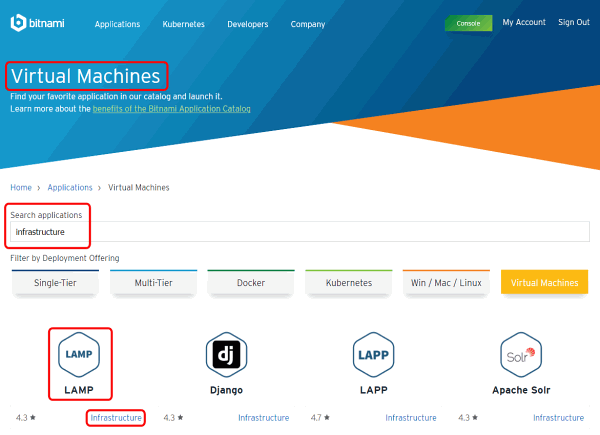 bitnami
Applications Kubernetes Developers Company Console My Account Sign Out
Virtual Machines
Find your favorite application in our catalog and launch it.
Learn more about the benefits of the Bitnami Application Catalog
Home › Applications › Virtual Machines
Search applications
infrastructure
Filter by Deployment Offering
Single-Tier Multi-Tier Docker Kubernetes Win / Mac / Linux Virtual Machines
LAMP dj LAPP Solr
LAMP Django LAPP Apache Solr
4.3 ★ Infrastructure 4.3 ★ Infrastructure 4.7 ★ Infrastructure 4.3 ★ Infrastructure